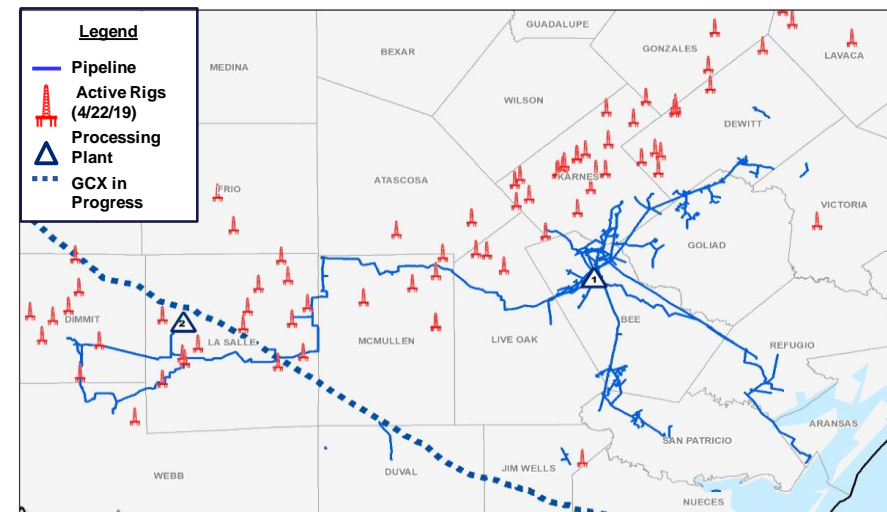 Legend
Pipeline
Active Rigs
(4/22/19)
Processing
Plant
GCX in
Progress
GUADALUPE
BEXAR
GONZALES
LAVACA
MEDINA
WILSON
DEWITT
ATASCOSA
KARNES
FRIO
VICTORIA
GOLIAD
1
DIMMIT
2
LA SALLE
MCMULLEN
LIVE OAK
BEE
REFUGIO
ARANSAS
SAN PATRICIO
WEBB
DUVAL
JIM WELLS
NUECES